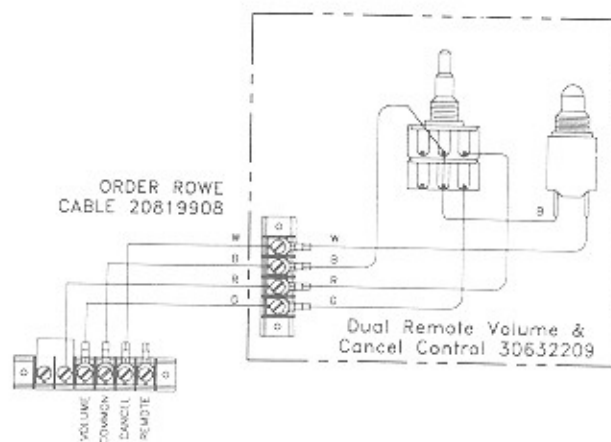 ORDER ROWE
CABLE 20819908
W
B
R
G
W
B
R
G
B
Dual Remote Volume &
Cancel Control 30632209
VOLUME
COMMON
CANCEL
REMOTE